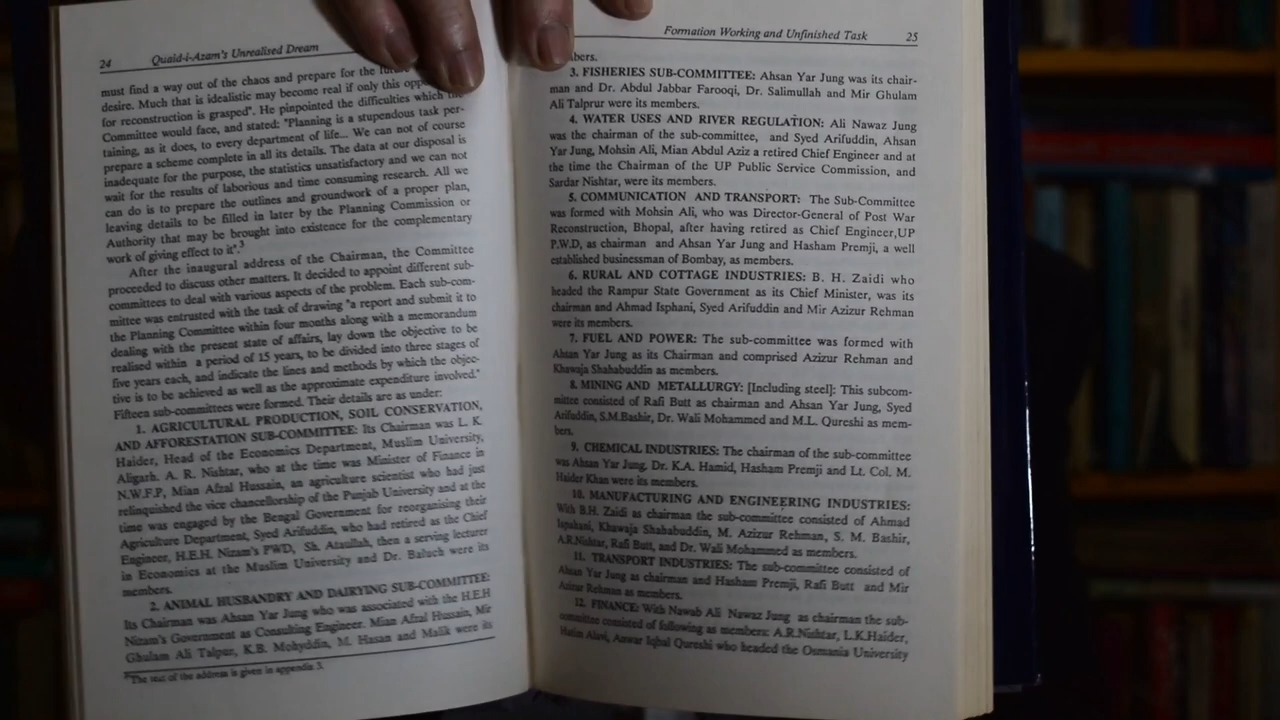 24 Quaid-i-Azam's Unrealised Dream
must find a way out of the chaos and prepare for the
desire. Much that is idealistic may become real if only this
for reconstruction is grasped". He pinpointed the difficulties which the
Committee would face, and stated: "Planning is a stupendous task per-
taining, as it does, to every department of life... We can not of course
prepare a scheme complete in all its details. The data at our disposal is
inadequate for the purpose, the statistics unsatisfactory and we can not
wait for the results of laborious and time consuming research. All we
can do is to prepare the outlines and groundwork of a proper plan,
leaving details to be filled in later by the Planning Commission or
Authority that may be brought into existence for the complementary
work of giving effect to it".3
After the inaugural address of the Chairman, the Committee
proceeded to discuss other matters. It decided to appoint different sub-
committees to deal with various aspects of the problem. Each sub-com-
mittee was entrusted with the task of drawing "a report and submit it to
the Planning Committee within four months along with a memorandum
dealing with the present state of affairs, lay down the objective to be
realised within a period of 15 years, to be divided into three stages of
five years each, and indicate the lines and methods by which the objec-
tive is to be achieved as well as the approximate expenditure involved."
Fifteen sub-committees were formed. Their details are as under:
1. AGRICULTURAL PRODUCTION, SOIL CONSERVATION,
AND AFFORESTATION SUB-COMMITTEE: Its Chairman was L. K.
Haider, Head of the Economics Department, Muslim University,
Aligarh. A. R. Nishtar, who at the time was Minister of Finance in
N.W.F.P, Mian Afzal Hussain, an agriculture scientist who had just
relinquished the vice chancellorship of the Punjab University and at the
time was engaged by the Bengal Government for reorganising their
Agriculture Department, Syed Arifuddin, who had retired as the Chief
Engineer, H.E.H. Nizam's PWD, Sh. Ataullah, then a serving lecturer
in Economics at the Muslim University and Dr. Baluch were its
members.
2. ANIMAL HUSBANDRY AND DAIRYING SUB-COMMITTEE:
Its Chairman was Ahsan Yar Jung who was associated with the H.E.H
Nizam's Government as Consulting Engineer. Mian Afzal Hussain, Mir
Ghulam Ali Talpur, K.B. Mohyddin, M. Hasan and Malik were its
The text of the address is given in appendix 3.
Formation Working and Unfinished Task 25
bers.
3. FISHERIES SUB-COMMITTEE: Ahsan Yar Jung was its chair-
man and Dr. Abdul Jabbar Farooqi, Dr. Salimullah and Mir Ghulam
Ali Talprur were its members.
4. WATER USES AND RIVER REGULATION: Ali Nawaz Jung
was the chairman of the sub-committee, and Syed Arifuddin, Ahsan
Yar Jung, Mohsin Ali, Mian Abdul Aziz a retired Chief Engineer and at
the time the Chairman of the UP Public Service Commission, and
Sardar Nishtar, were its members.
5. COMMUNICATION AND TRANSPORT: The Sub-Committee
was formed with Mohsin Ali, who was Director-General of Post War
Reconstruction, Bhopal, after having retired as Chief Engineer,UP
P.W.D, as chairman and Ahsan Yar Jung and Hasham Premji, a well
established businessman of Bombay, as members.
6. RURAL AND COTTAGE INDUSTRIES: B. H. Zaidi who
headed the Rampur State Government as its Chief Minister, was its
chairman and Ahmad Isphani, Syed Arifuddin and Mir Azizur Rehman
were its members.
7. FUEL AND POWER: The sub-committee was formed with
Ahsan Yar Jung as its Chairman and comprised Azizur Rehman and
Khawaja Shahabuddin as members.
8. MINING AND METALLURGY: [Including steel]: This subcom-
mittee consisted of Rafi Butt as chairman and Ahsan Yar Jung, Syed
Arifuddin, S.M.Bashir, Dr. Wali Mohammed and M.L. Qureshi as mem-
bers.
9. CHEMICAL INDUSTRIES: The chairman of the sub-committee
was Ahsan Yar Jung, Dr. K.A. Hamid, Hasham Premji and Lt. Col. M.
Haider Khan were its members.
10. MANUFACTURING AND ENGINEERING INDUSTRIES:
With B.H. Zaidi as chairman the sub-committee consisted of Ahmad
Ispahani, Khawaja Shahabuddin, M. Azizur Rehman, S. M. Bashir,
A.R.Nishtar, Rafi Butt, and Dr. Wali Mohammed as members.
11. TRANSPORT INDUSTRIES: The sub-committee consisted of
Ahsan Yar Jung as chairman and Hasham Premji, Rafi Butt and Mir
Azizur Rehman as members.
12. FINANCE: With Nawab Ali Nawaz Jung as chairman the sub-
committee consisted of following as members: A.R.Nishtar, L.K.Haider,
Hatim Alavi, Anwar Iqbal Qureshi who headed the Osmania University